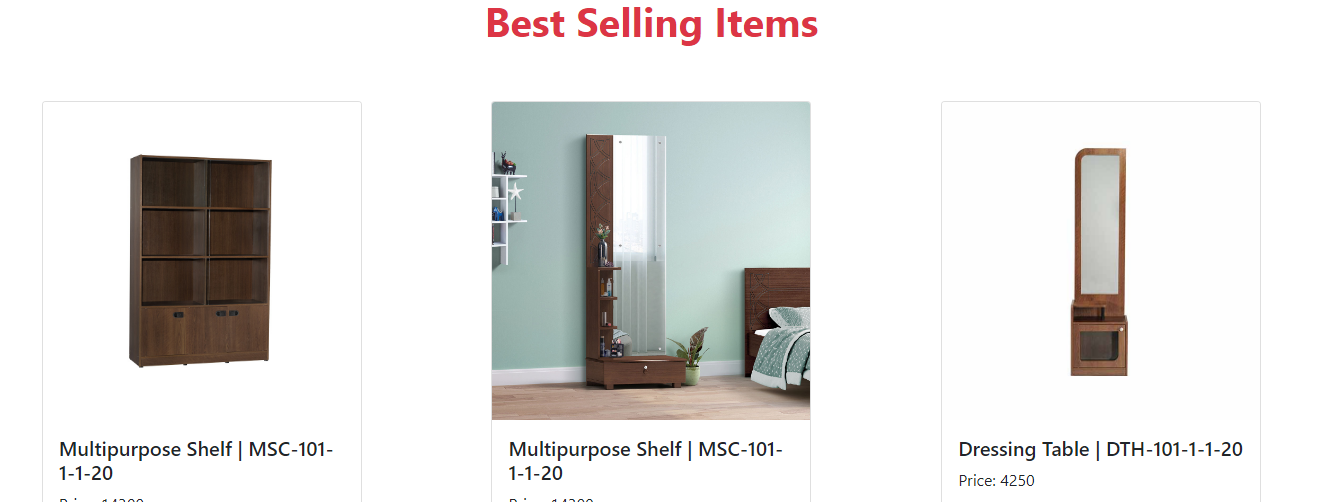 Best Selling Items
Multipurpose Shelf | MSC-101-
1-1-20
Multipurpose Shelf | MSC-101-
1-1-20
Dressing Table | DTH-101-1-1-20
Price: 4250